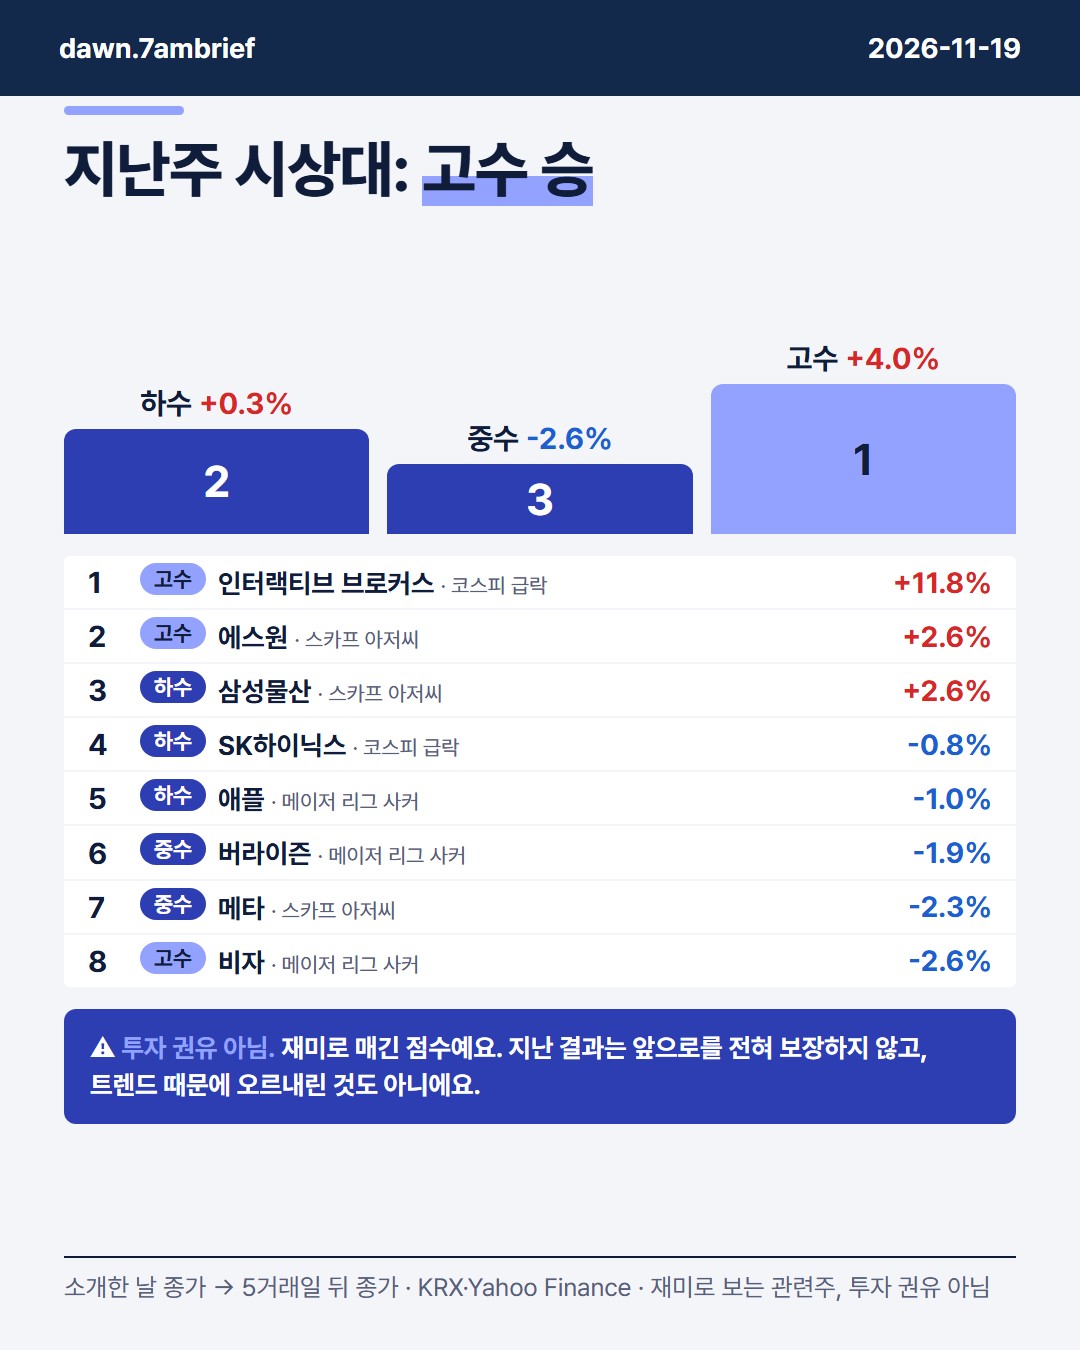 dawn.7ambrief
2026-11-19
지난주 시상대: 고수 승
하수 +0.3%
2
중수 -2.6%
3
고수 +4.0%
1
1 고수 인터랙티브 브로커스 · 코스피 급락 +11.8%
2 고수 에스원 · 스카프 아저씨 +2.6%
3 하수 삼성물산 · 스카프 아저씨 +2.6%
4 하수 SK하이닉스 · 코스피 급락 -0.8%
5 하수 애플 · 메이저 리그 사커 -1.0%
6 중수 버라이즌 · 메이저 리그 사커 -1.9%
7 중수 메타 · 스카프 아저씨 -2.3%
8 고수 비자 · 메이저 리그 사커 -2.6%
⚠ 투자 권유 아님. 재미로 매긴 점수예요. 지난 결과는 앞으로를 전혀 보장하지 않고,
트렌드 때문에 오르내린 것도 아니에요.
소개한 날 종가 → 5거래일 뒤 종가 · KRX·Yahoo Finance · 재미로 보는 관련주, 투자 권유 아님